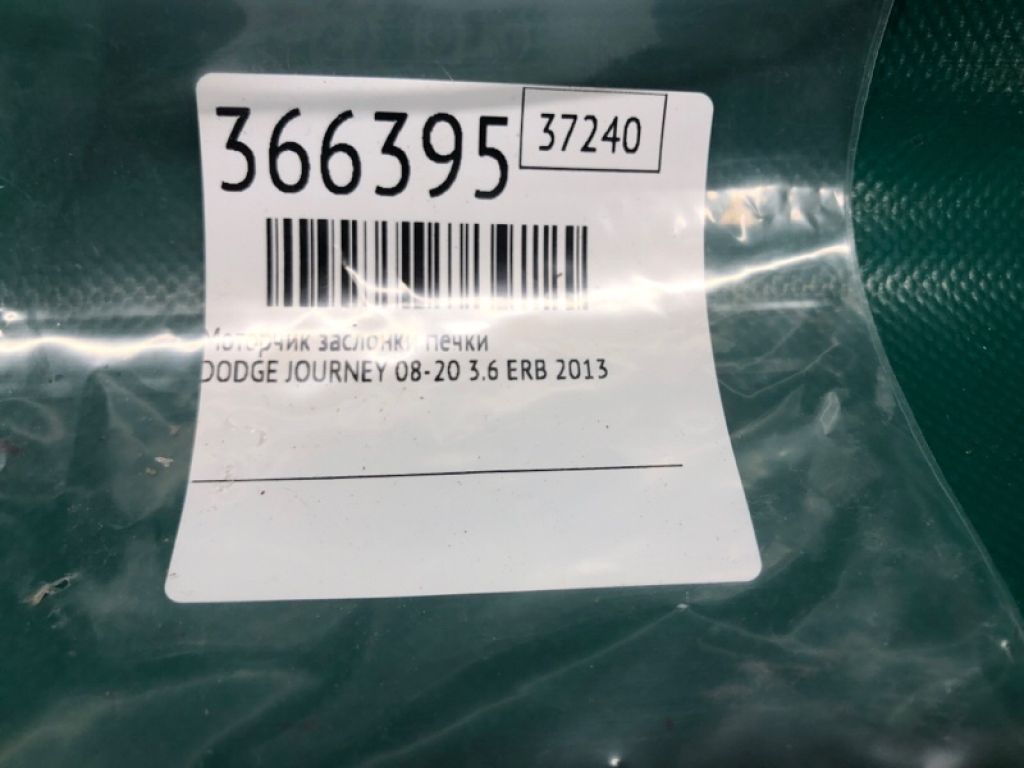 366395
37240
Моторчик заслонки печки
DODGE JOURNEY 08-20 3.6 ERB 2013